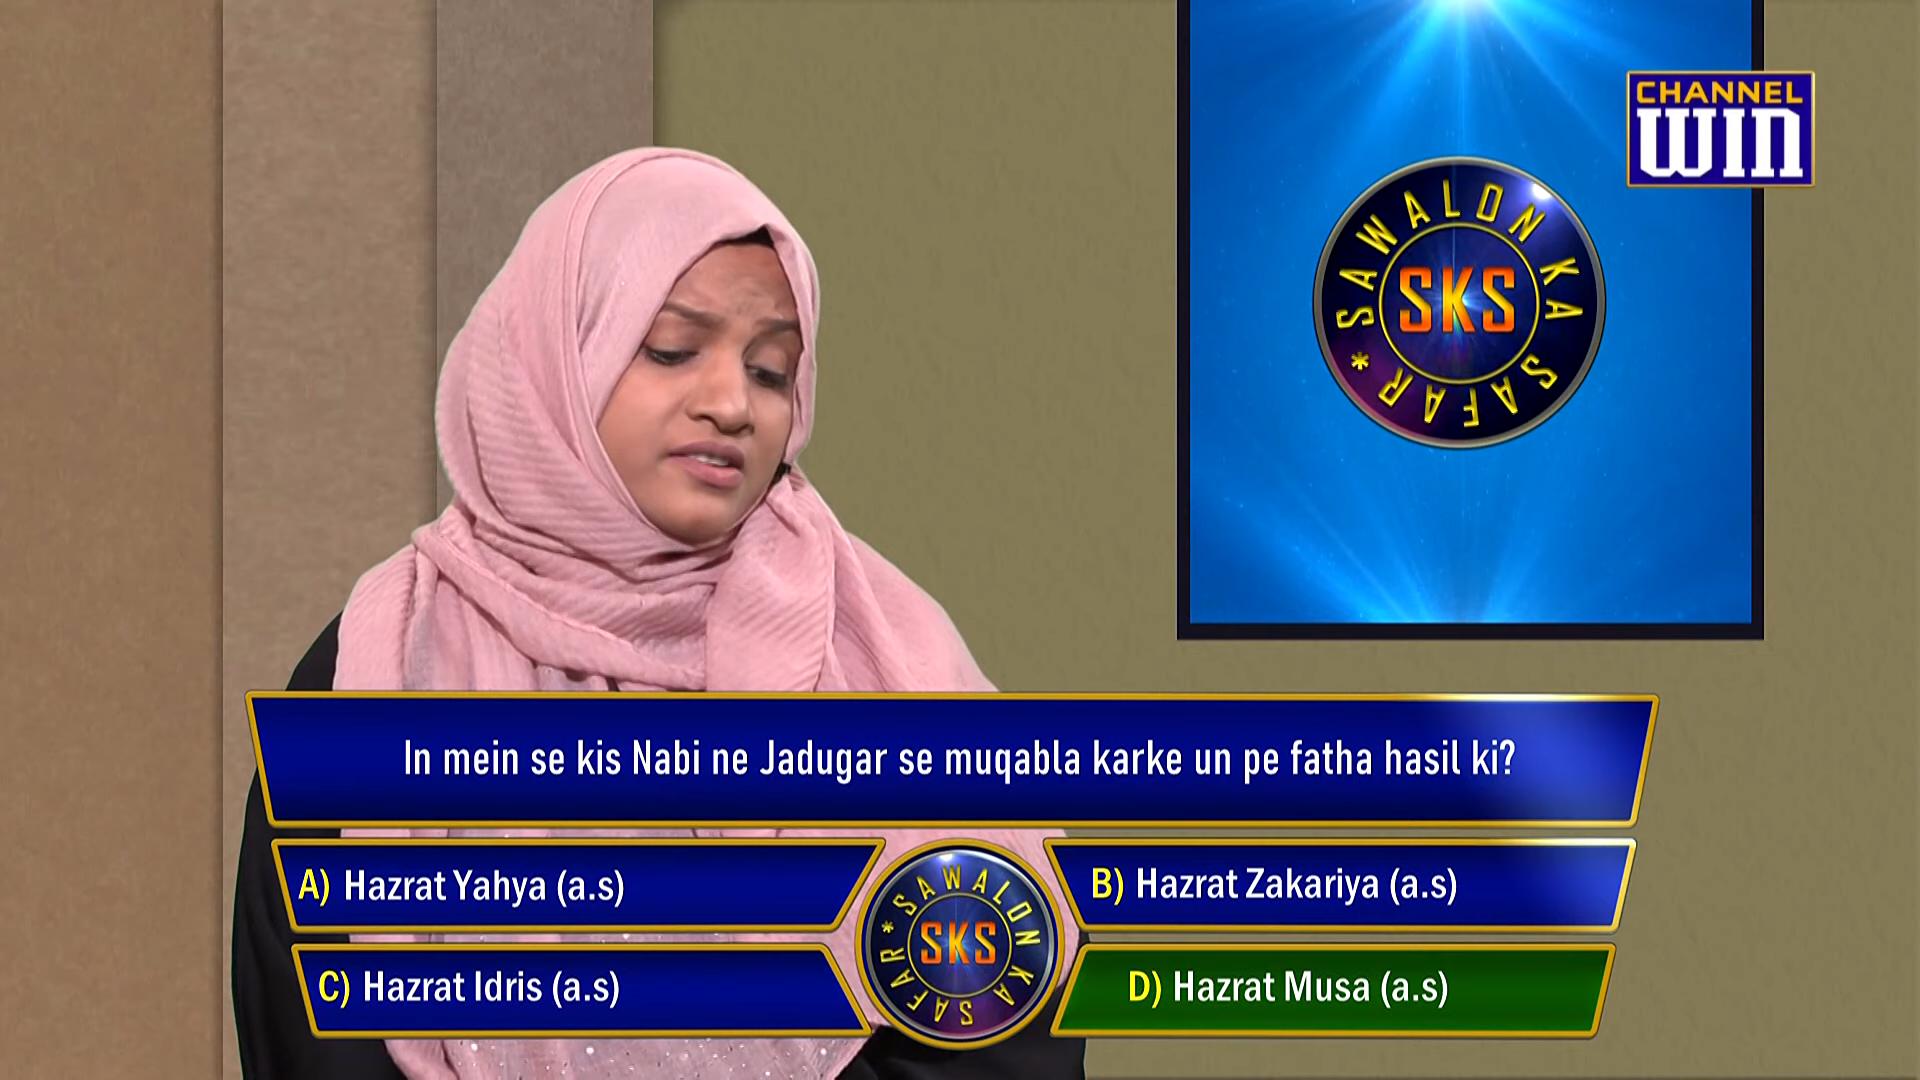 CHANNEL
WIN
SAWALON KA SAFAR *
SKS
In mein se kis Nabi ne Jadugar se muqabla karke un pe fatha hasil ki?
A) Hazrat Yahya (a.s)
B) Hazrat Zakariya (a.s)
SAWALON KA SAFAR *
SKS
C) Hazrat Idris (a.s)
D) Hazrat Musa (a.s)